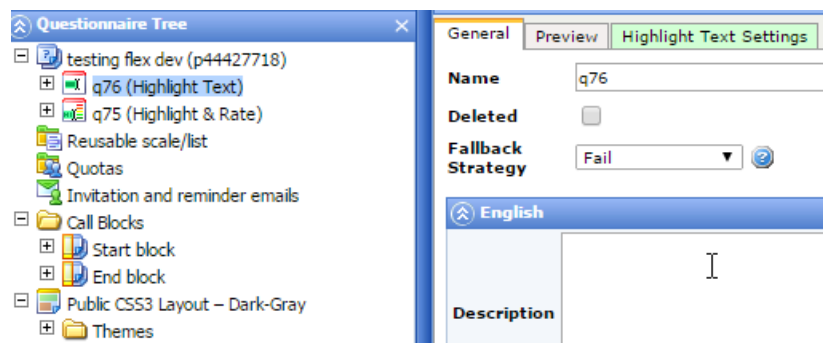 Questionnaire Tree
testing flex dev (p44427718)
q76 (Highlight Text)
q75 (Highlight & Rate)
Reusable scale/list
Quotas
Invitation and reminder emails
Call Blocks
Start block
End block
Public CSS3 Layout – Dark-Gray
Themes
General Preview Highlight Text Settings
Name q76
Deleted
Fallback Strategy Fail
English
Description